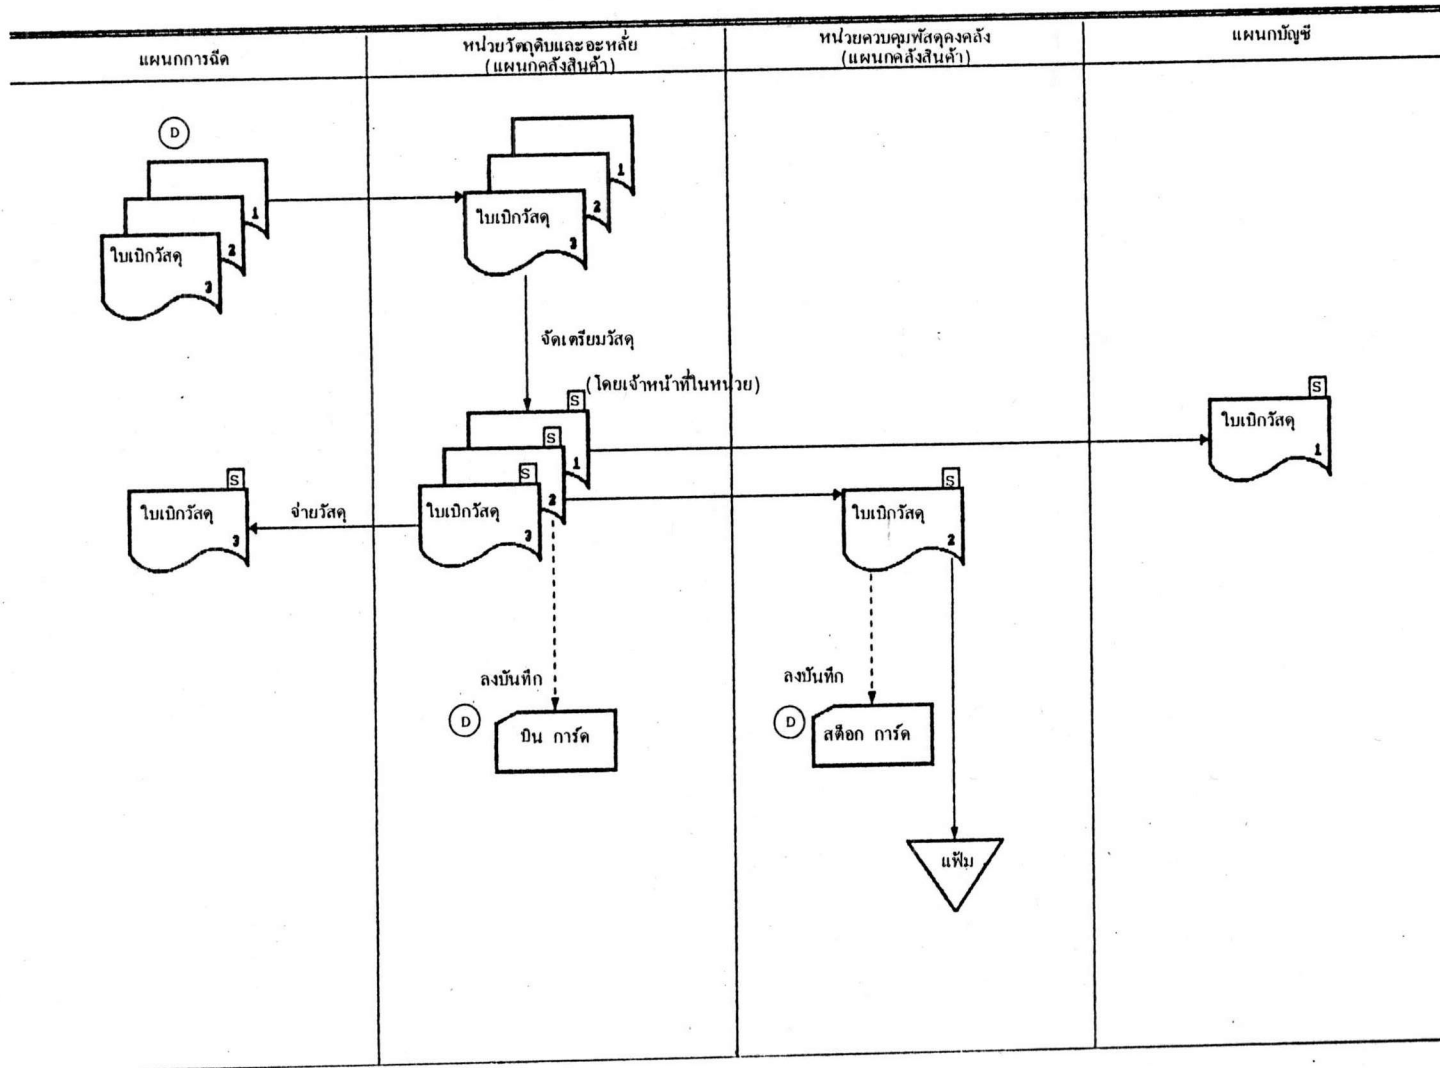 แผนกการฉีด
หน่วยวัตถุดิบและอะหลั่ย
(แผนกคลังสินค้า)
หน่วยควบคุมพัสดุคงคลัง
(แผนกคลังสินค้า)
แผนกบัญชี
D
1
2
ใบเบิกวัสดุ
3
1
2
ใบเบิกวัสดุ
3
จัดเตรียมวัสดุ
(โดยเจ้าหน้าที่ในหน่วย)
S
1
S
2
S
ใบเบิกวัสดุ
3
จ่ายวัสดุ
S
ใบเบิกวัสดุ
3
S
ใบเบิกวัสดุ
2
S
ใบเบิกวัสดุ
1
ลงบันทึก
D
บิน การ์ด
ลงบันทึก
D
สต็อก การ์ด
แฟ้ม